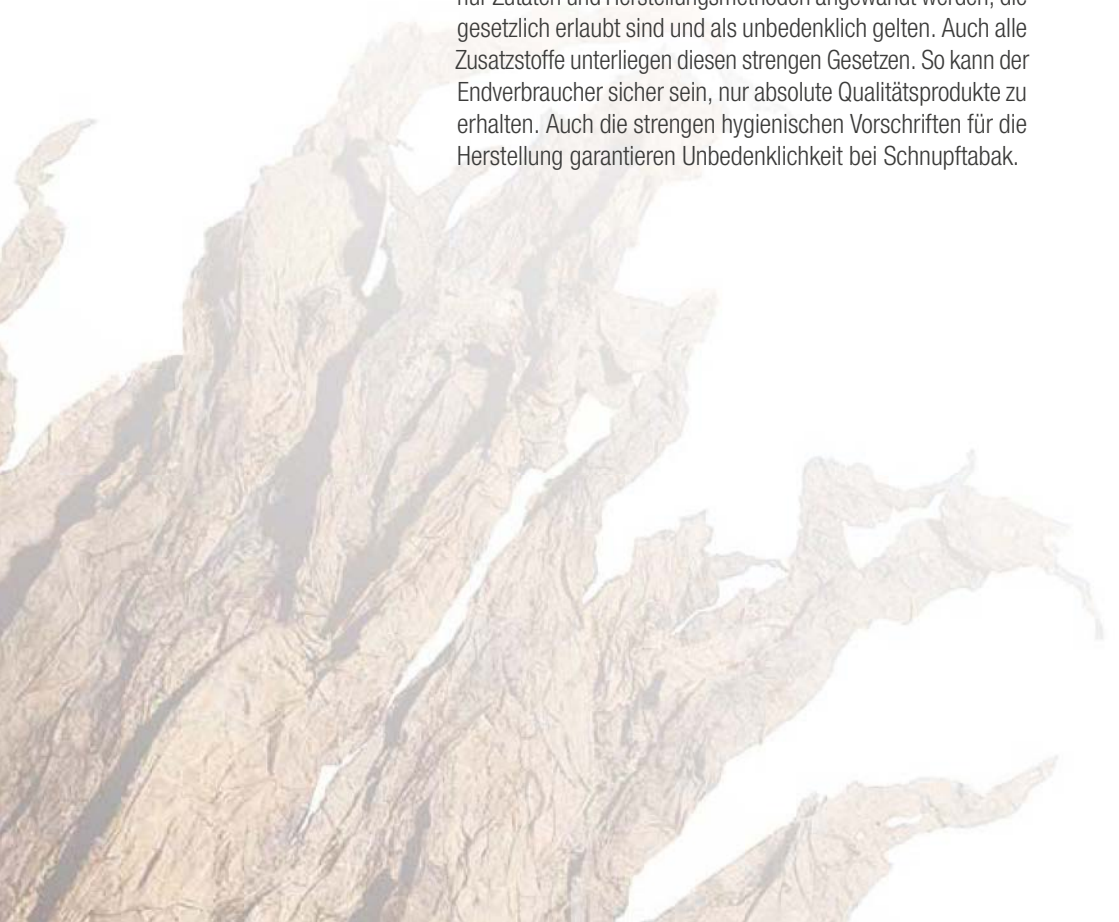 nur Zutaten und Herstellungsmethoden angewandt werden, die
gesetzlich erlaubt sind und als unbedenklich gelten. Auch alle
Zusatzstoffe unterliegen diesen strengen Gesetzen. So kann der
Endverbraucher sicher sein, nur absolute Qualitätsprodukte zu
erhalten. Auch die strengen hygienischen Vorschriften für die
Herstellung garantieren Unbedenklichkeit bei Schnupftabak.